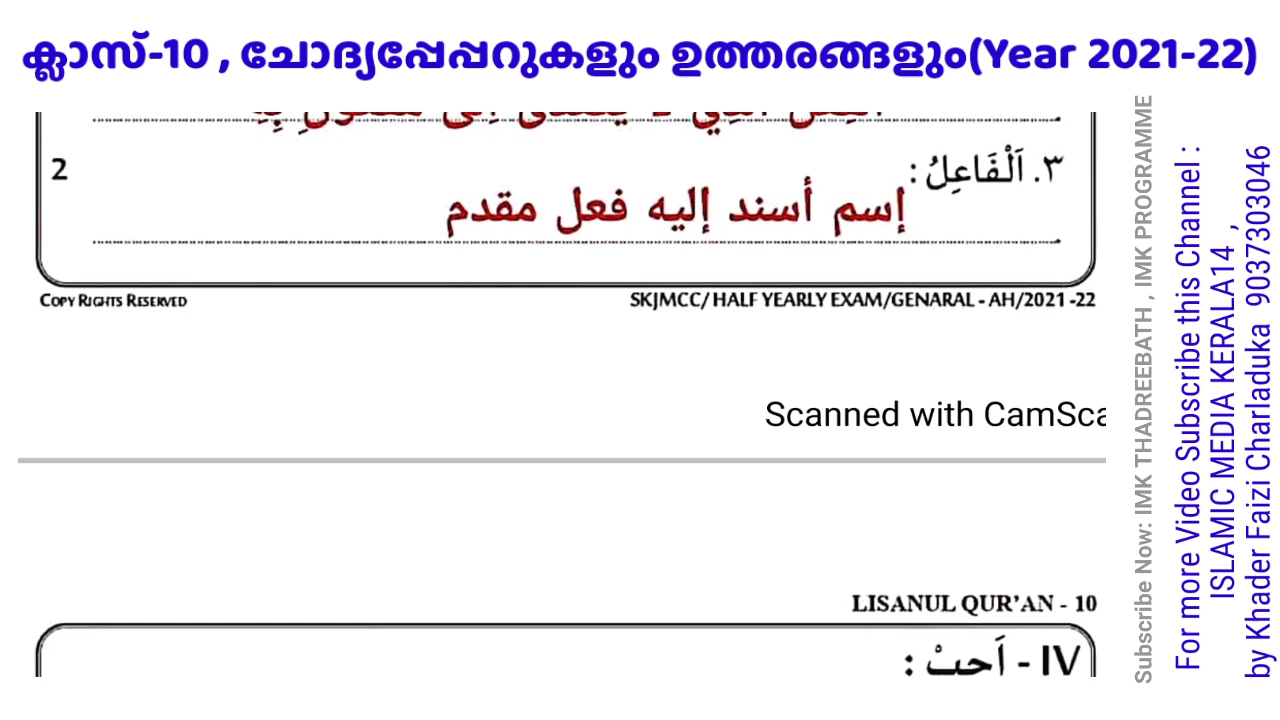 ക്ലാസ്-10 , ചോദ്യപ്പേപ്പറുകളും ഉത്തരങ്ങളും(Year 2021-22)
٣. اَلْفَاعِلُ :
2
إسم أسند إليه فعل مقدم
COPY RIGHTS RESERVED
SKJMCC/ HALF YEARLY EXAM/GENARAL - AH/2021 -22
Scanned with CamSca
LISANUL QUR'AN - 10
IV - اَجِبْ :
Subscribe Now: IMK THADREEBATH , IMK PROGRAMME
For more Video Subscribe this Channel :
ISLAMIC MEDIA KERALA14 ,
by Khader Faizi Charladuka 9037303046